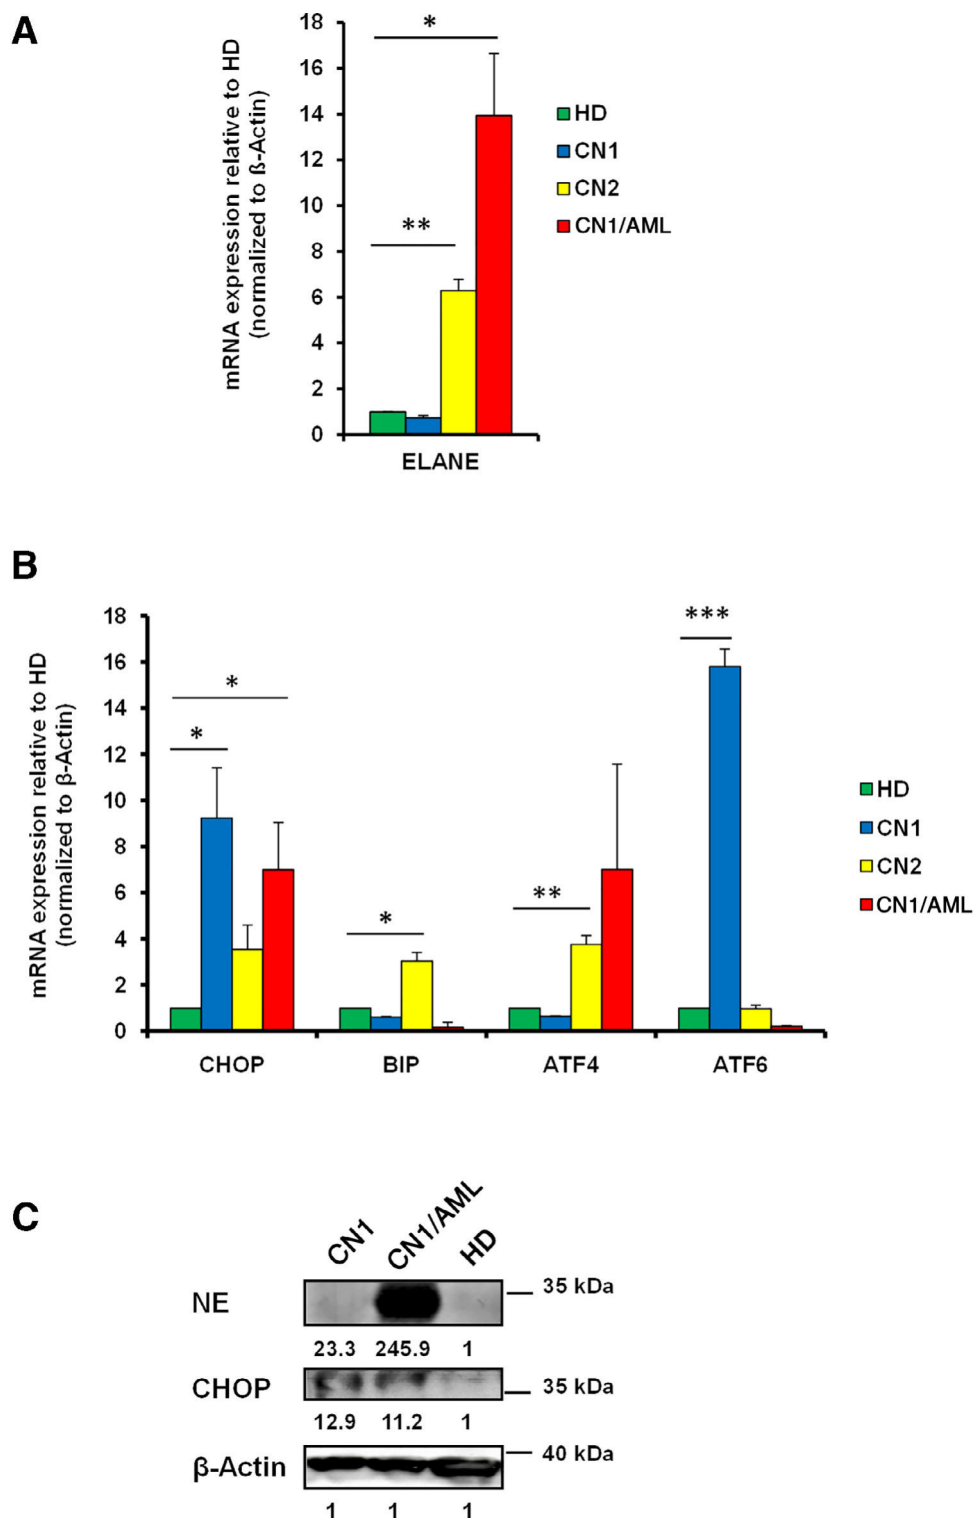 A
mRNA expression relative to HD
(normalized to ß-Actin)
18
16
14
12
10
8
6
4
2
0
*
**
ELANE
HD
CN1
CN2
CN1/AML
B
mRNA expression relative to HD
(normalized to β-Actin)
18
16
14
12
10
8
6
4
2
0
*
*
*
**
***
CHOP BIP ATF4 ATF6
HD
CN1
CN2
CN1/AML
C
CN1 CN1/AML HD
NE 35 kDa
23.3 245.9 1
CHOP 35 kDa
12.9 11.2 1
β-Actin 40 kDa
1 1 1